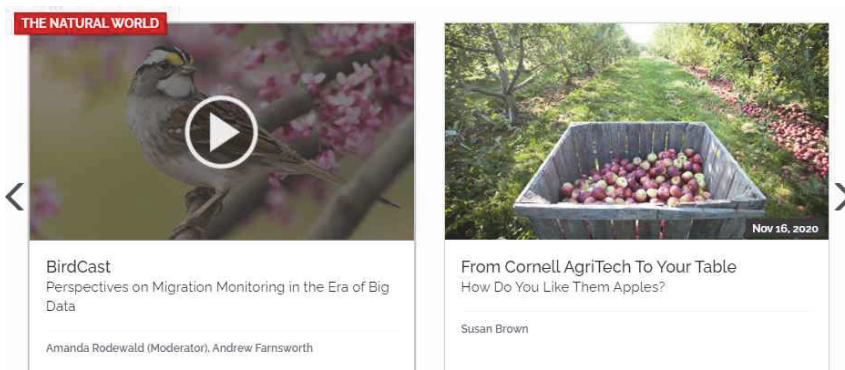 THE NATURAL WORLD
BirdCast
Perspectives on Migration Monitoring in the Era of Big
Data
Amanda Rodewald (Moderator), Andrew Farnsworth
Nov 16, 2020
From Cornell AgriTech To Your Table
How Do You Like Them Apples?
Susan Brown